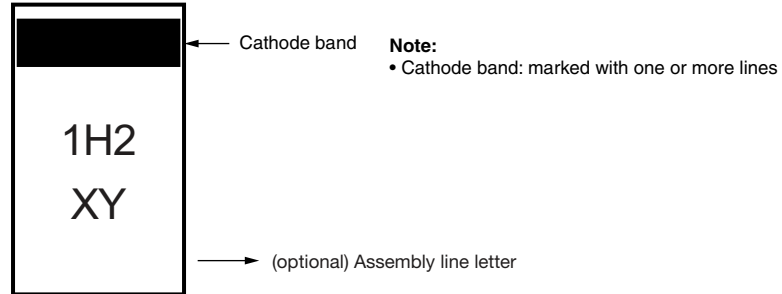 Cathode band
Note:
• Cathode band: marked with one or more lines
1H2
XY
(optional) Assembly line letter